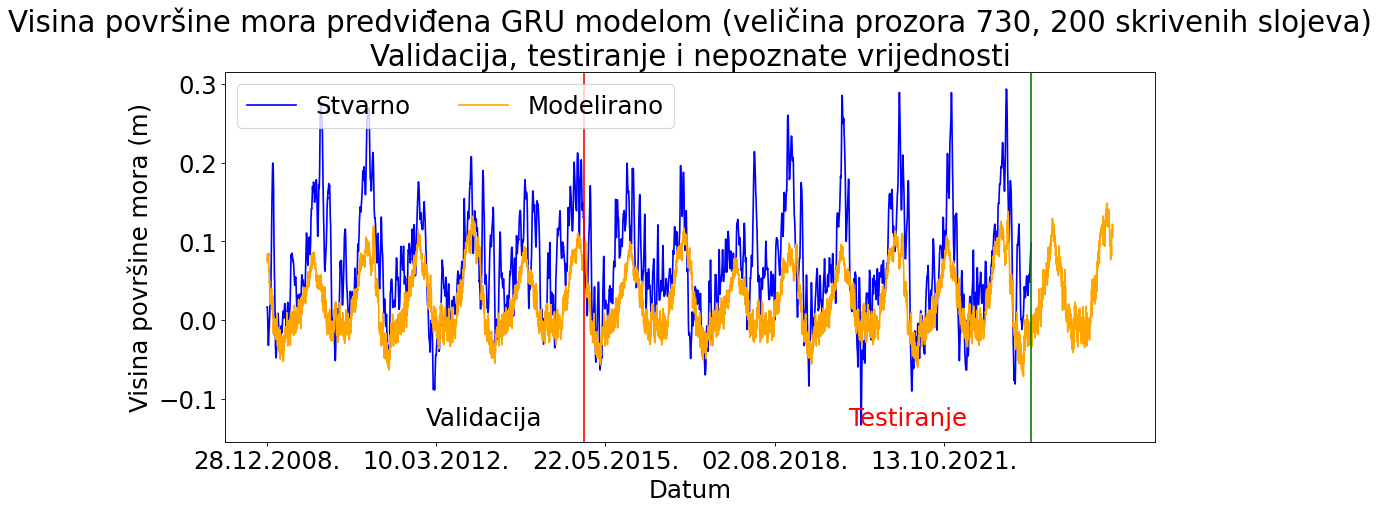 Visina površine mora predviđena GRU modelom (veličina prozora 730, 200 skrivenih slojeva)
Validacija, testiranje i nepoznate vrijednosti
Stvarno
Modelirano
Visina površine mora (m)
0.3
0.2
0.1
0.0
−0.1
Validacija
Testiranje
28.12.2008.
10.03.2012.
22.05.2015.
02.08.2018.
13.10.2021.
Datum